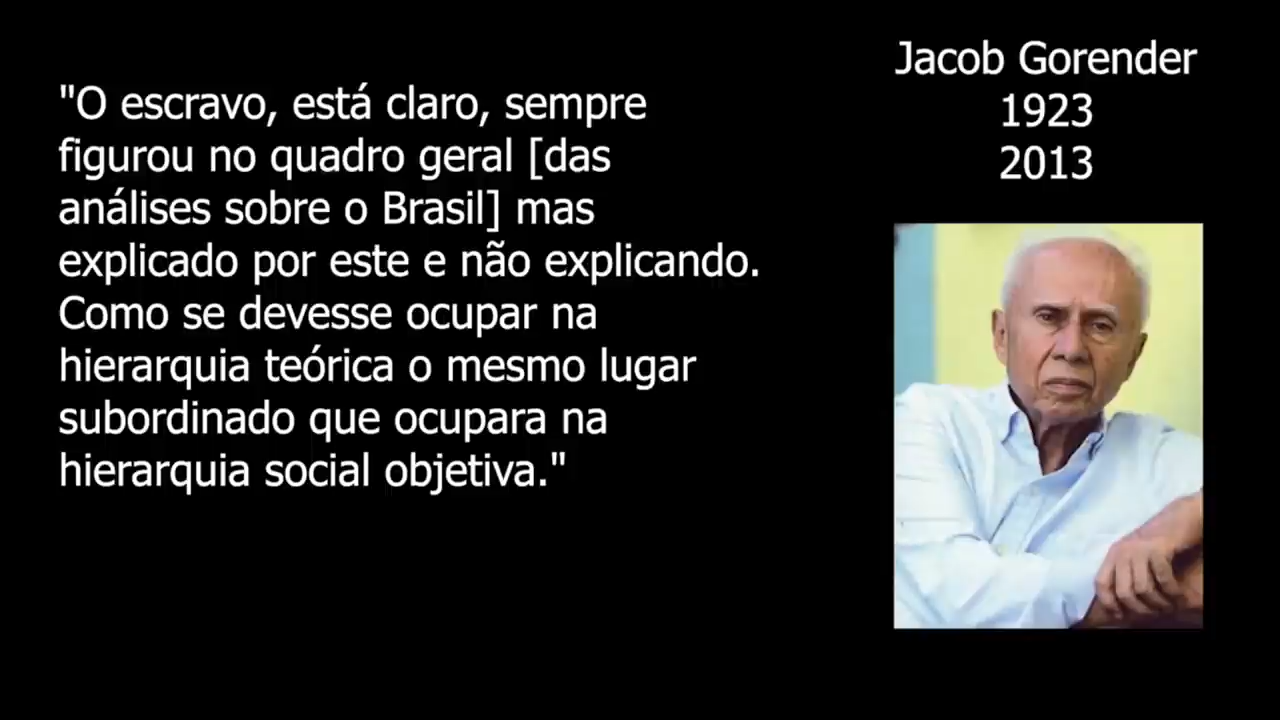 "O escravo, está claro, sempre
figurou no quadro geral [das
análises sobre o Brasil] mas
explicado por este e não explicando.
Como se devesse ocupar na
hierarquia teórica o mesmo lugar
subordinado que ocupara na
hierarquia social objetiva."
Jacob Gorender
1923
2013